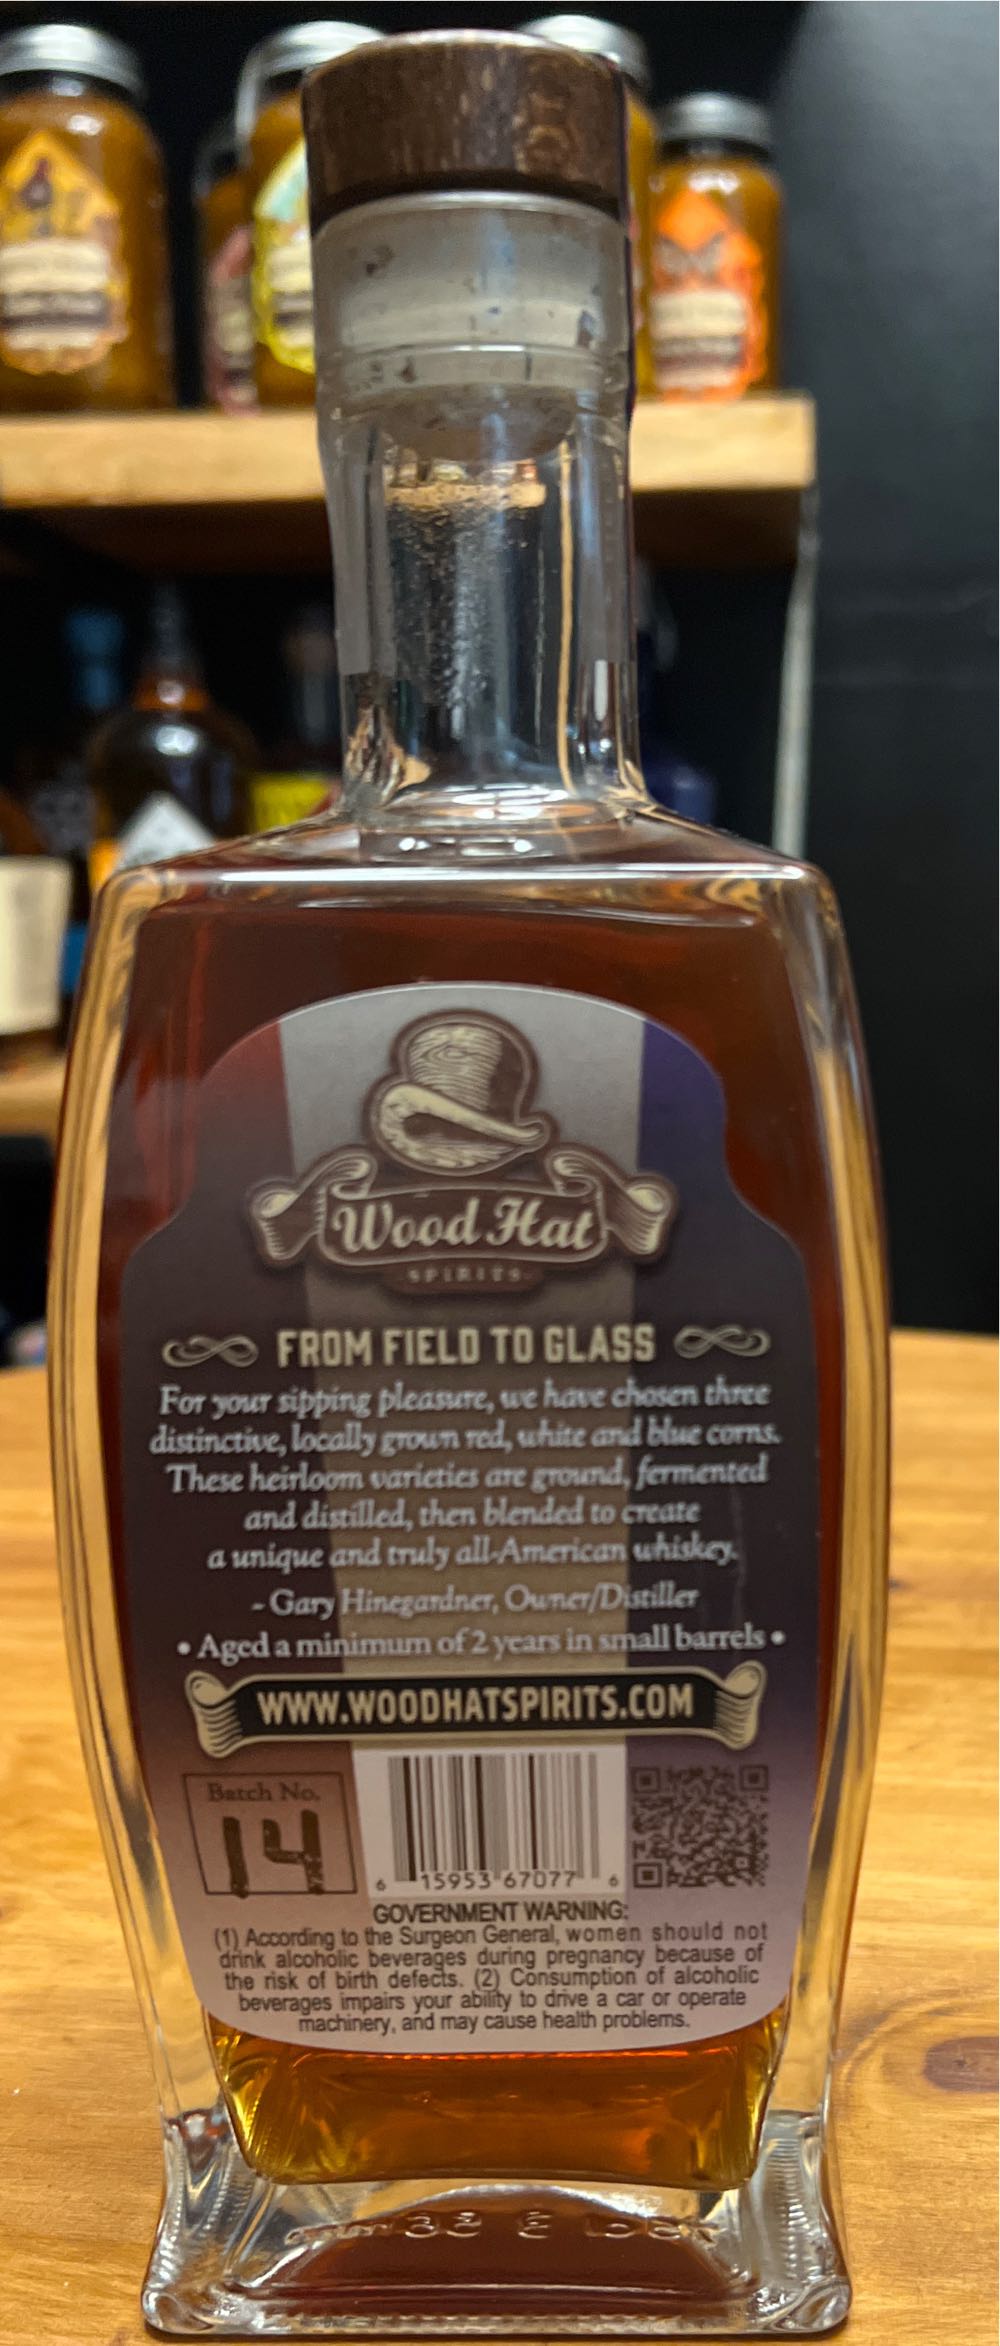 Wood Hat
SPIRITS
FROM FIELD TO GLASS
For your sipping pleasure, we have chosen three
distinctive, locally grown red, white and blue corns.
These heirloom varieties are ground, fermented
and distilled, then blended to create
a unique and truly all-American whiskey.
- Gary Hinegardner, Owner/Distiller
• Aged a minimum of 2 years in small barrels •
WWW.WOODHATSPIRITS.COM
Batch No.
14
6 15953 67077 6
GOVERNMENT WARNING:
(1) According to the Surgeon General, women should not
drink alcoholic beverages during pregnancy because of
the risk of birth defects. (2) Consumption of alcoholic
beverages impairs your ability to drive a car or operate
machinery, and may cause health problems.